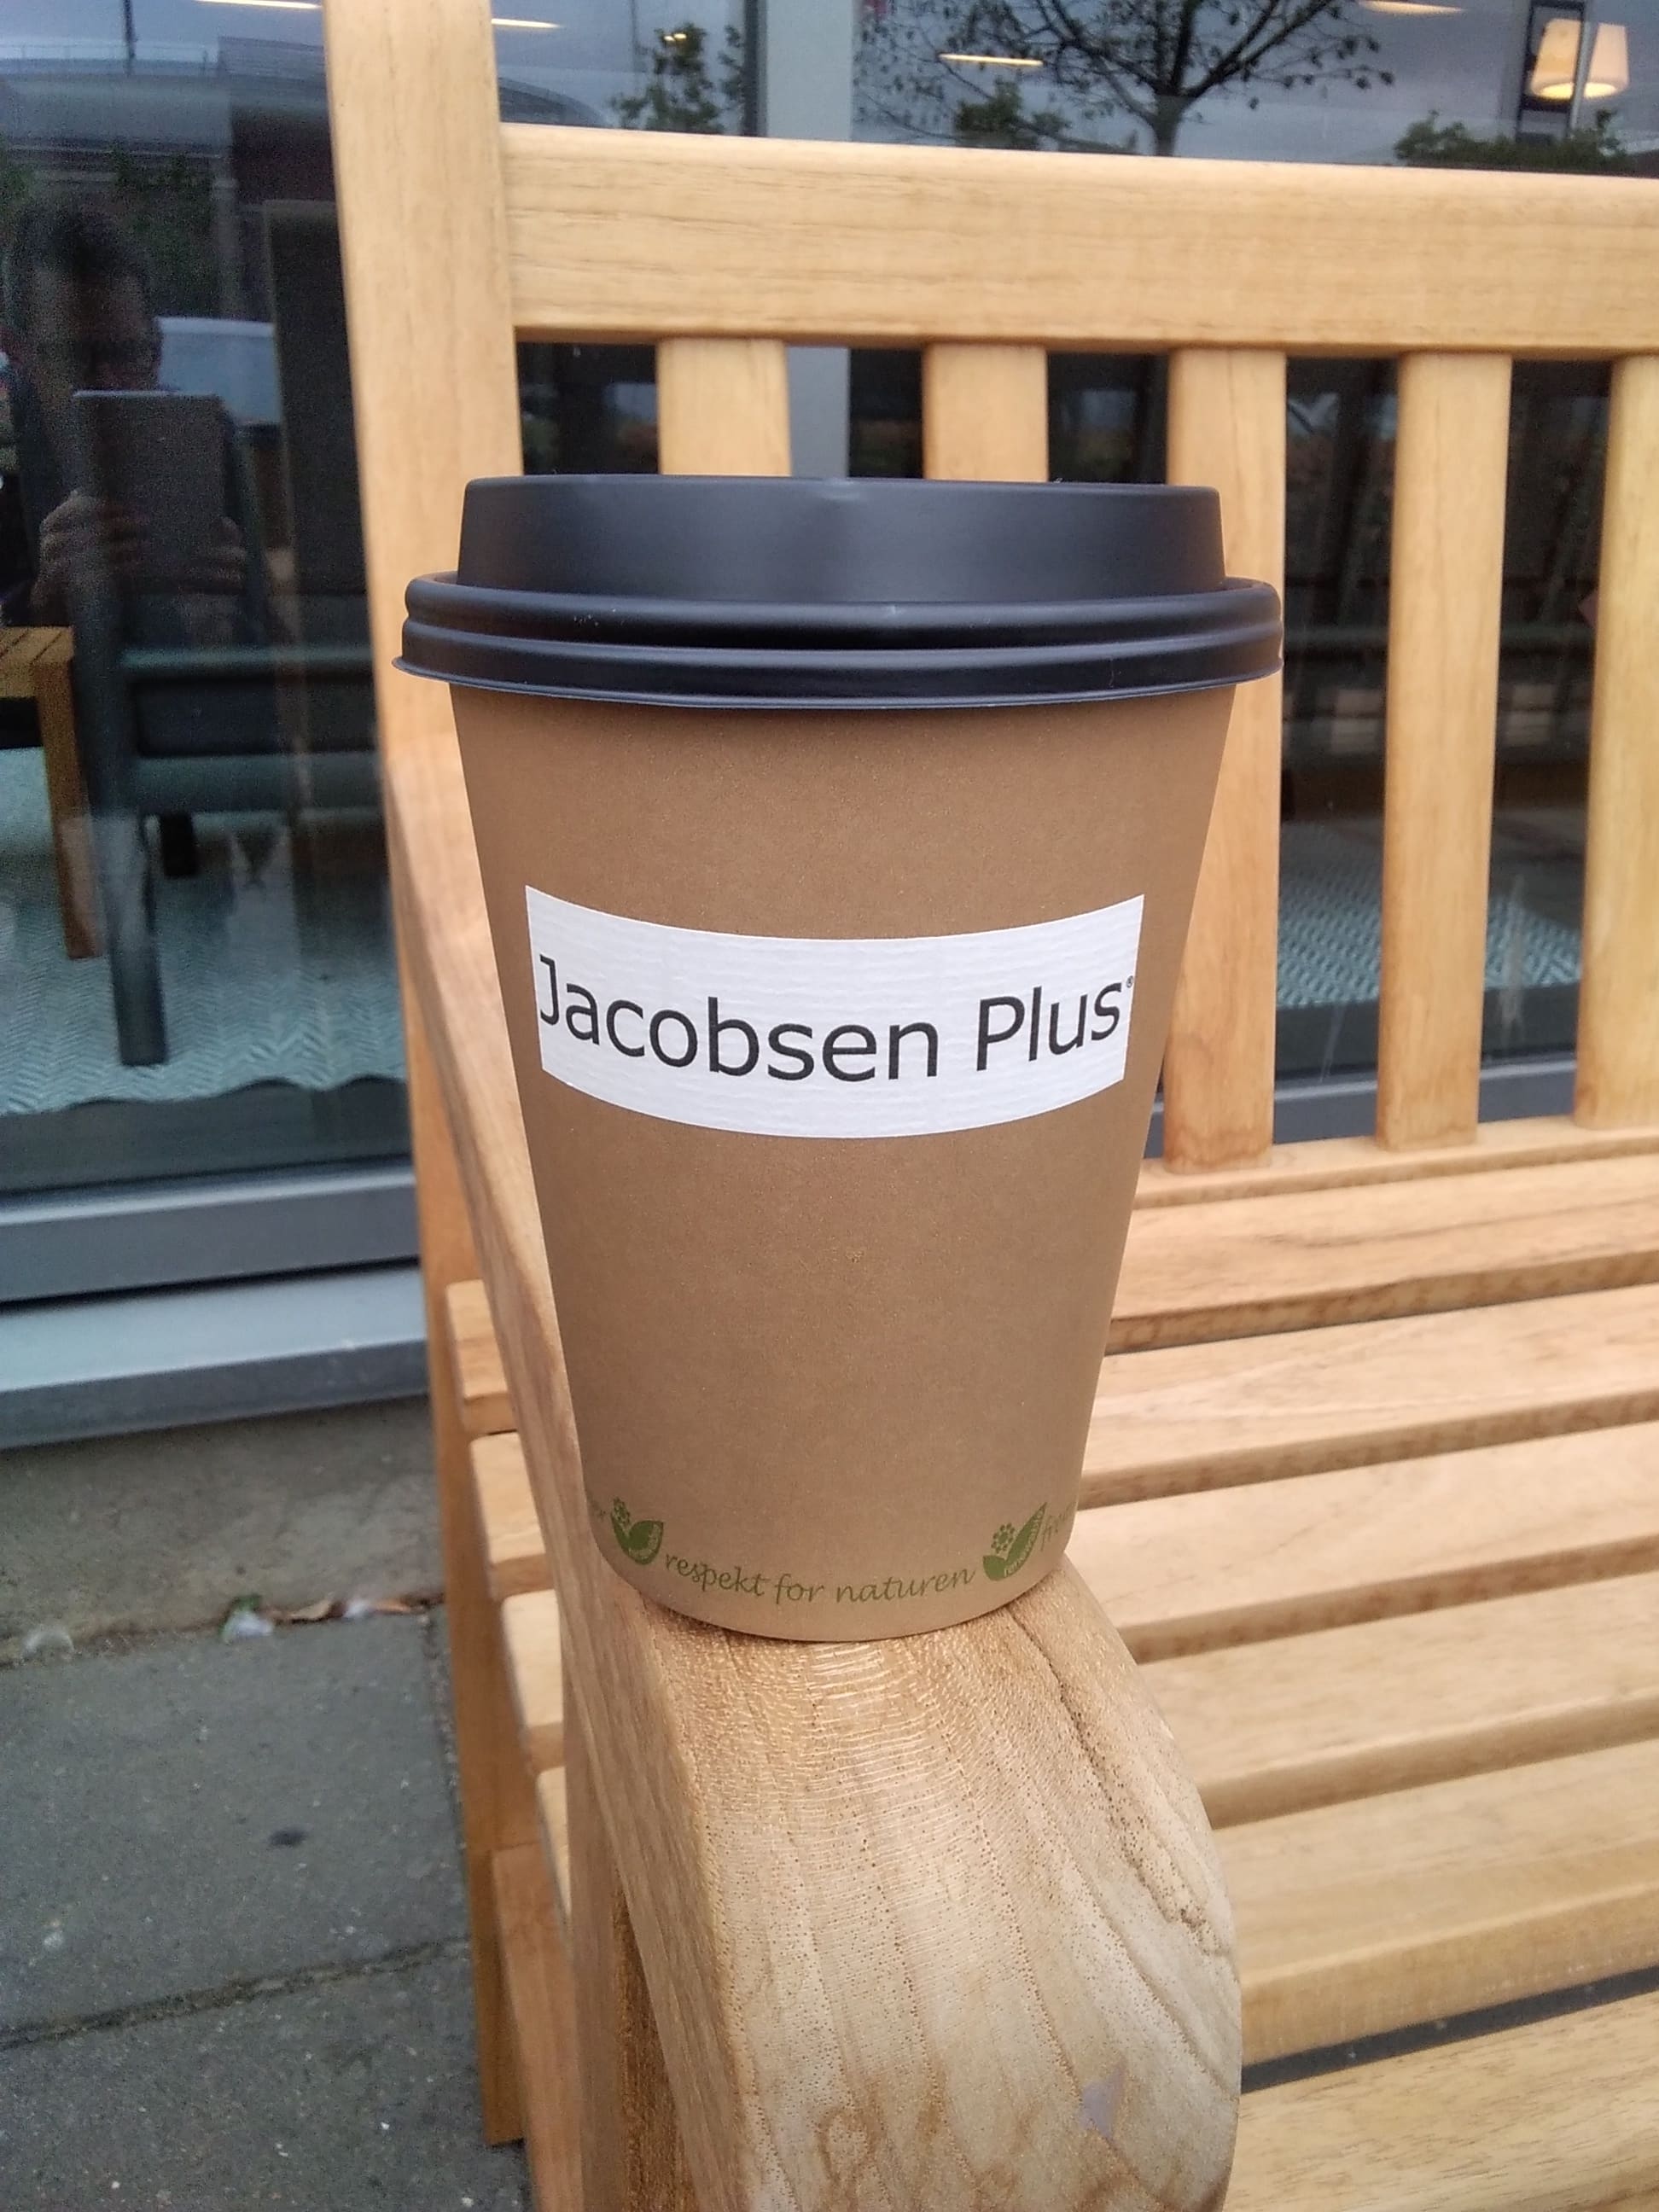 Jacobsen Plus®
respekt for naturen